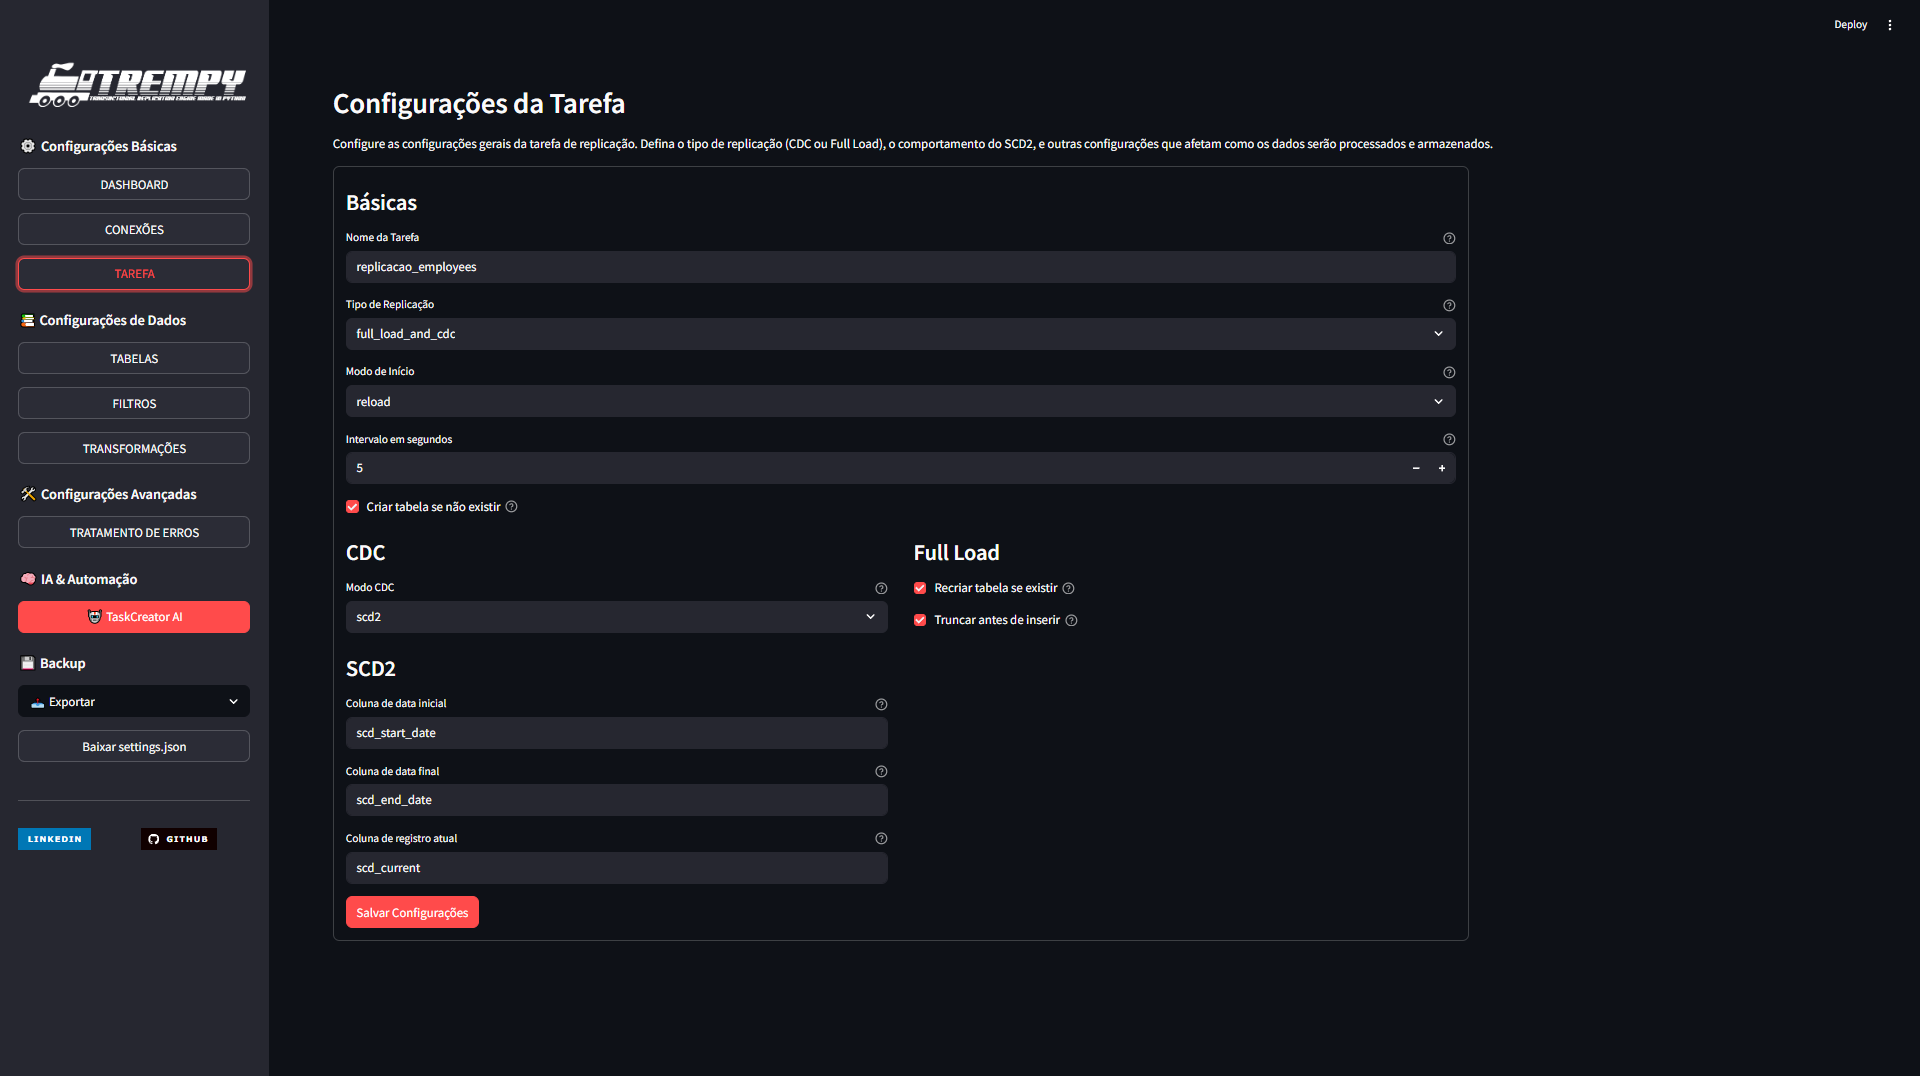 Deploy
TREMPY
TRANSACTIONAL REPLICATION ENGINE MADE IN PYTHON
Configurações Básicas
DASHBOARD
CONEXÕES
TAREFA
Configurações de Dados
TABELAS
FILTROS
TRANSFORMAÇÕES
Configurações Avançadas
TRATAMENTO DE ERROS
IA & Automação
TaskCreator AI
Backup
Exportar
Baixar settings.json
LINKEDIN
GITHUB
Configurações da Tarefa
Configure as configurações gerais da tarefa de replicação. Defina o tipo de replicação (CDC ou Full Load), o comportamento do SCD2, e outras configurações que afetam como os dados serão processados e armazenados.
Básicas
Nome da Tarefa
replicacao_employees
Tipo de Replicação
full_load_and_cdc
Modo de Início
reload
Intervalo em segundos
5
Criar tabela se não existir
CDC
Modo CDC
scd2
Full Load
Recriar tabela se existir
Truncar antes de inserir
SCD2
Coluna de data inicial
scd_start_date
Coluna de data final
scd_end_date
Coluna de registro atual
scd_current
Salvar Configurações